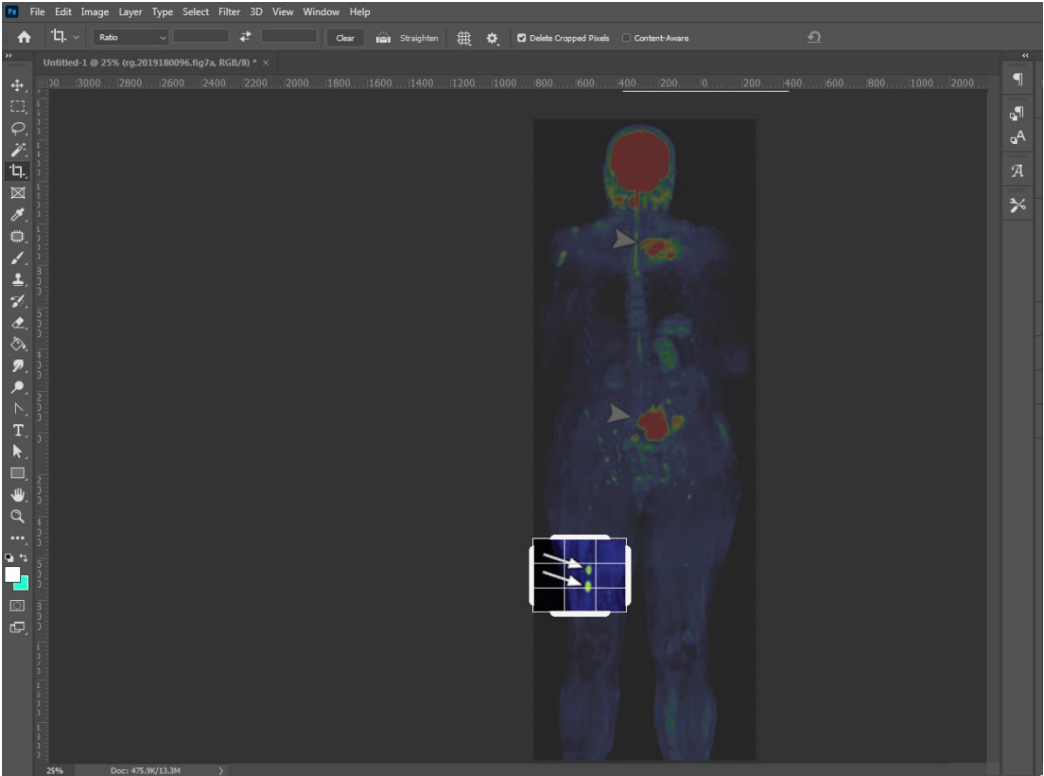 Ps File Edit Image Layer Type Select Filter 3D View Window Help
Ratio Clear Straighten Delete Cropped Pixels Content-Aware
Untitled-1 @ 25% (rg.2019180096.fig7a, RGB/8) * ×
3000 2800 2600 2400 2200 2000 1800 1600 1400 1200 1000 800 600 400 200 0 200 400 600 800 1000 2000
25% Doc: 475.9K/13.3M